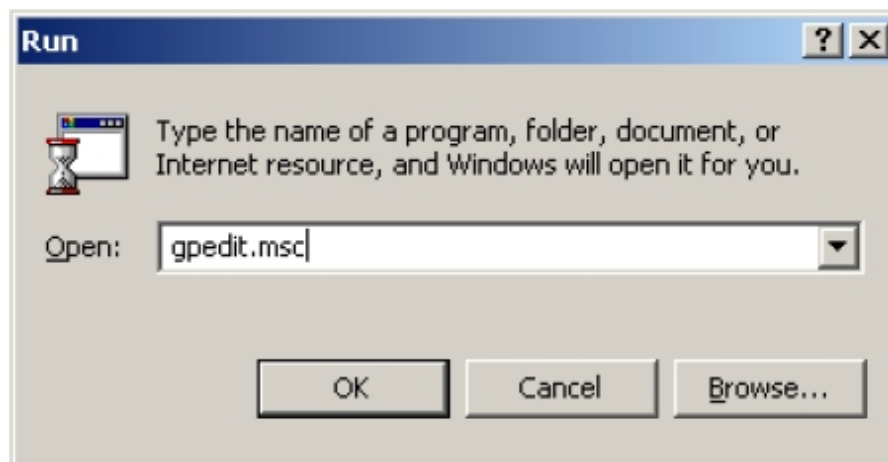 Run
Type the name of a program, folder, document, or
Internet resource, and Windows will open it for you.
Open: gpedit.msc
OK Cancel Browse...